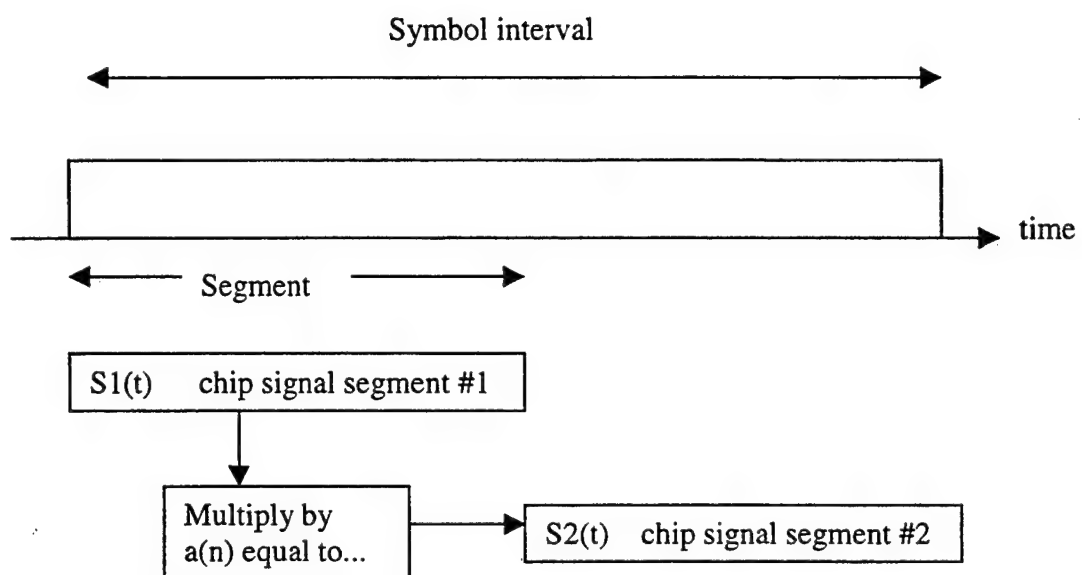 Symbol interval
time
Segment
S1(t) chip signal segment #1
Multiply by
a(n) equal to...
S2(t) chip signal segment #2